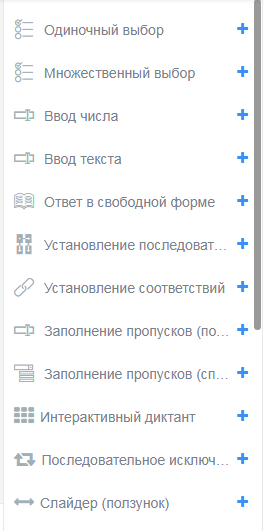 Одиночный выбор
Множественный выбор
Ввод числа
Ввод текста
Ответ в свободной форме
Установление последоват...
Установление соответствий
Заполнение пропусков (по...
Заполнение пропусков (сп...
Интерактивный диктант
Последовательное исключ...
Слайдер (ползунок)